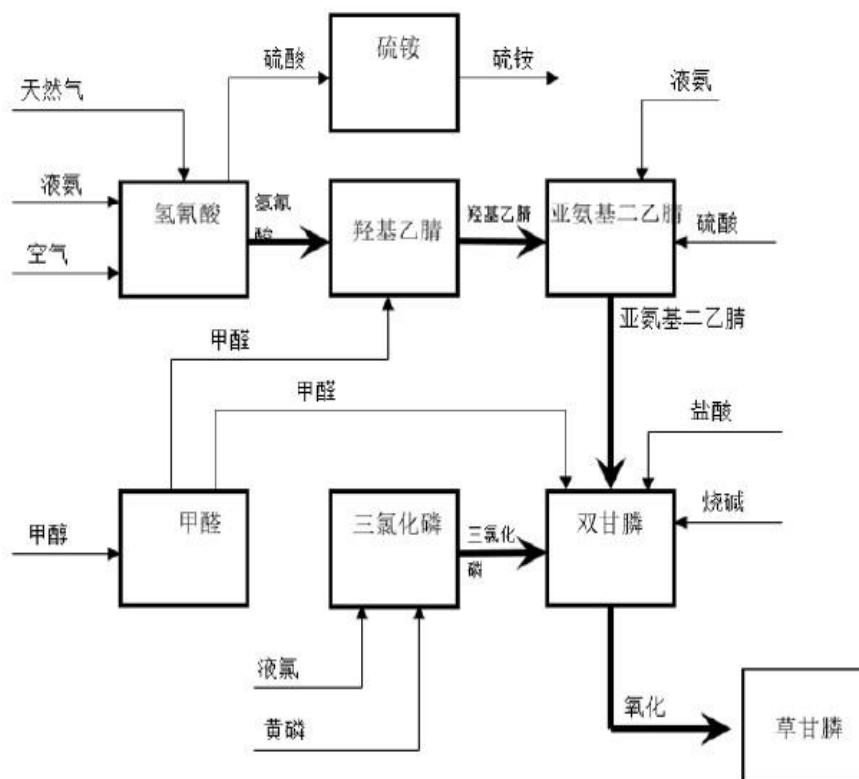 硫铵
硫酸
硫铵
天然气
液氨
液氨
氢氰酸
氢氰
酸
羟基乙腈
羟基乙腈
亚氨基二乙腈
硫酸
空气
甲醛
亚氨基二乙腈
甲醛
盐酸
甲醛
三氯化磷
三氯化
磷
双甘膦
烧碱
甲醇
液氯
黄磷
氧化
草甘膦